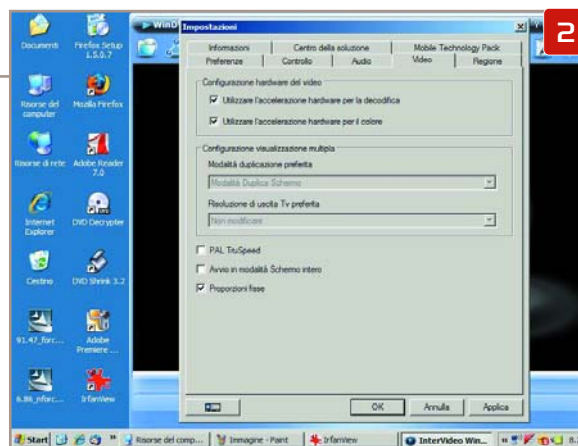 2
Documenti
Firefox Setup
1.5.0.7
Risorse del
computer
Mozilla Firefox
Risorse di rete
Adobe Reader
7.0
Internet
Explorer
DVD Decrypter
Cestino
DVD Shrink 3.2
91.47_forc...
Adobe
Premiere ...
6.86_nforc...
IrfanView
WinD
Impostazioni
Informazioni
Centro della soluzione
Mobile Technology Pack
Preferenze
Controllo
Audio
Video
Regione
Configurazione hardware del video
Utilizzare l'accelerazione hardware per la decodifica
Utilizzare l'accelerazione hardware per il colore
Configurazione visualizzazione multipla
Modalità duplicazione preferita
Modalità Duplica Schermo
Risoluzione di uscita Tv preferita
Non modificare
PAL TruSpeed
Avvio in modalità Schermo intero
Proporzioni fisse
OK
Annulla
Applica
Start
Risorse del comp...
Immagine - Paint
IrfanView
InterVideo Win...